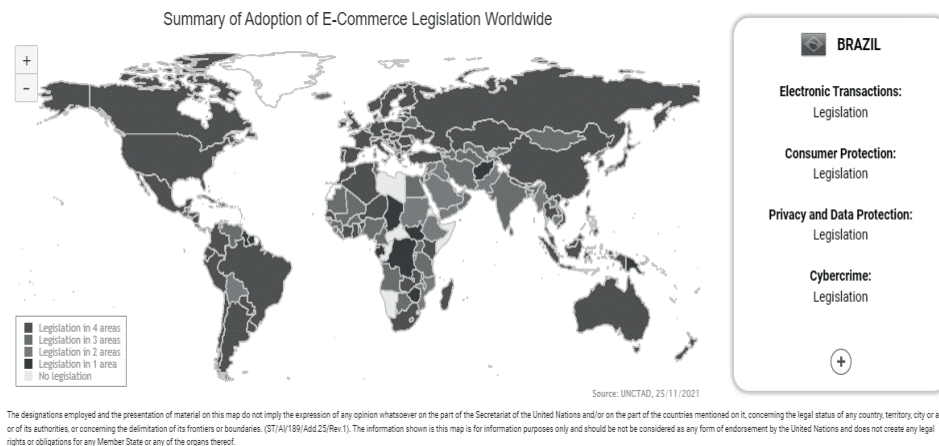 Summary of Adoption of E-Commerce Legislation Worldwide
+
-
Legislation in 4 areas
Legislation in 3 areas
Legislation in 2 areas
Legislation in 1 area
No legislation
Source: UNCTAD, 25/11/2021
BRAZIL
Electronic Transactions:
Legislation
Consumer Protection:
Legislation
Privacy and Data Protection:
Legislation
Cybercrime:
Legislation
+
The designations employed and the presentation of material on this map do not imply the expression of any opinion whatsoever on the part of the Secretariat of the United Nations and/or on the part of the countries mentioned on it, concerning the legal status of any country, territory, city or a
or of its authorities, or concerning the delimitation of its frontiers or boundaries. (ST/AI/189/Add.25/Rev.1). The information shown is this map is for information purposes only and should be not be considered as any form of endorsement by the United Nations and does not create any legal
rights or obligations for any Member State or any of the organs thereof.